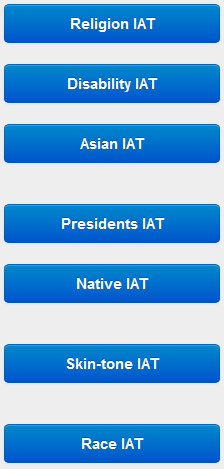 Religion IAT
Disability IAT
Asian IAT
Presidents IAT
Native IAT
Skin-tone IAT
Race IAT